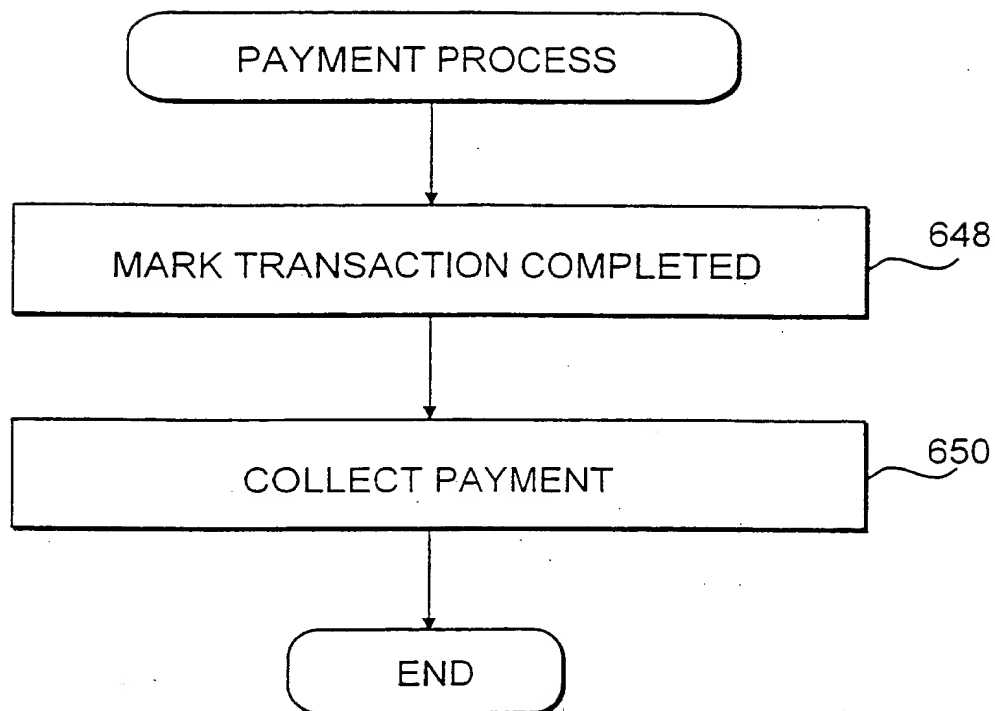 PAYMENT PROCESS
MARK TRANSACTION COMPLETED
648
COLLECT PAYMENT
650
END